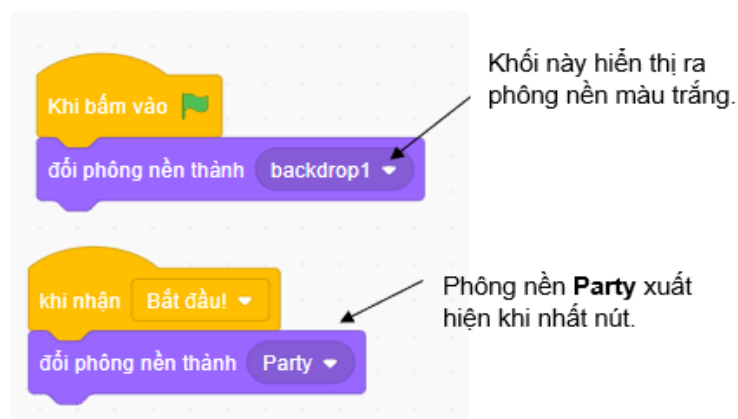 Khi bấm vào
đổi phông nền thành backdrop1
Khối này hiển thị ra
phông nền màu trắng.
khi nhận Bắt đầu!
đổi phông nền thành Party
Phông nền Party xuất
hiện khi nhất nút.